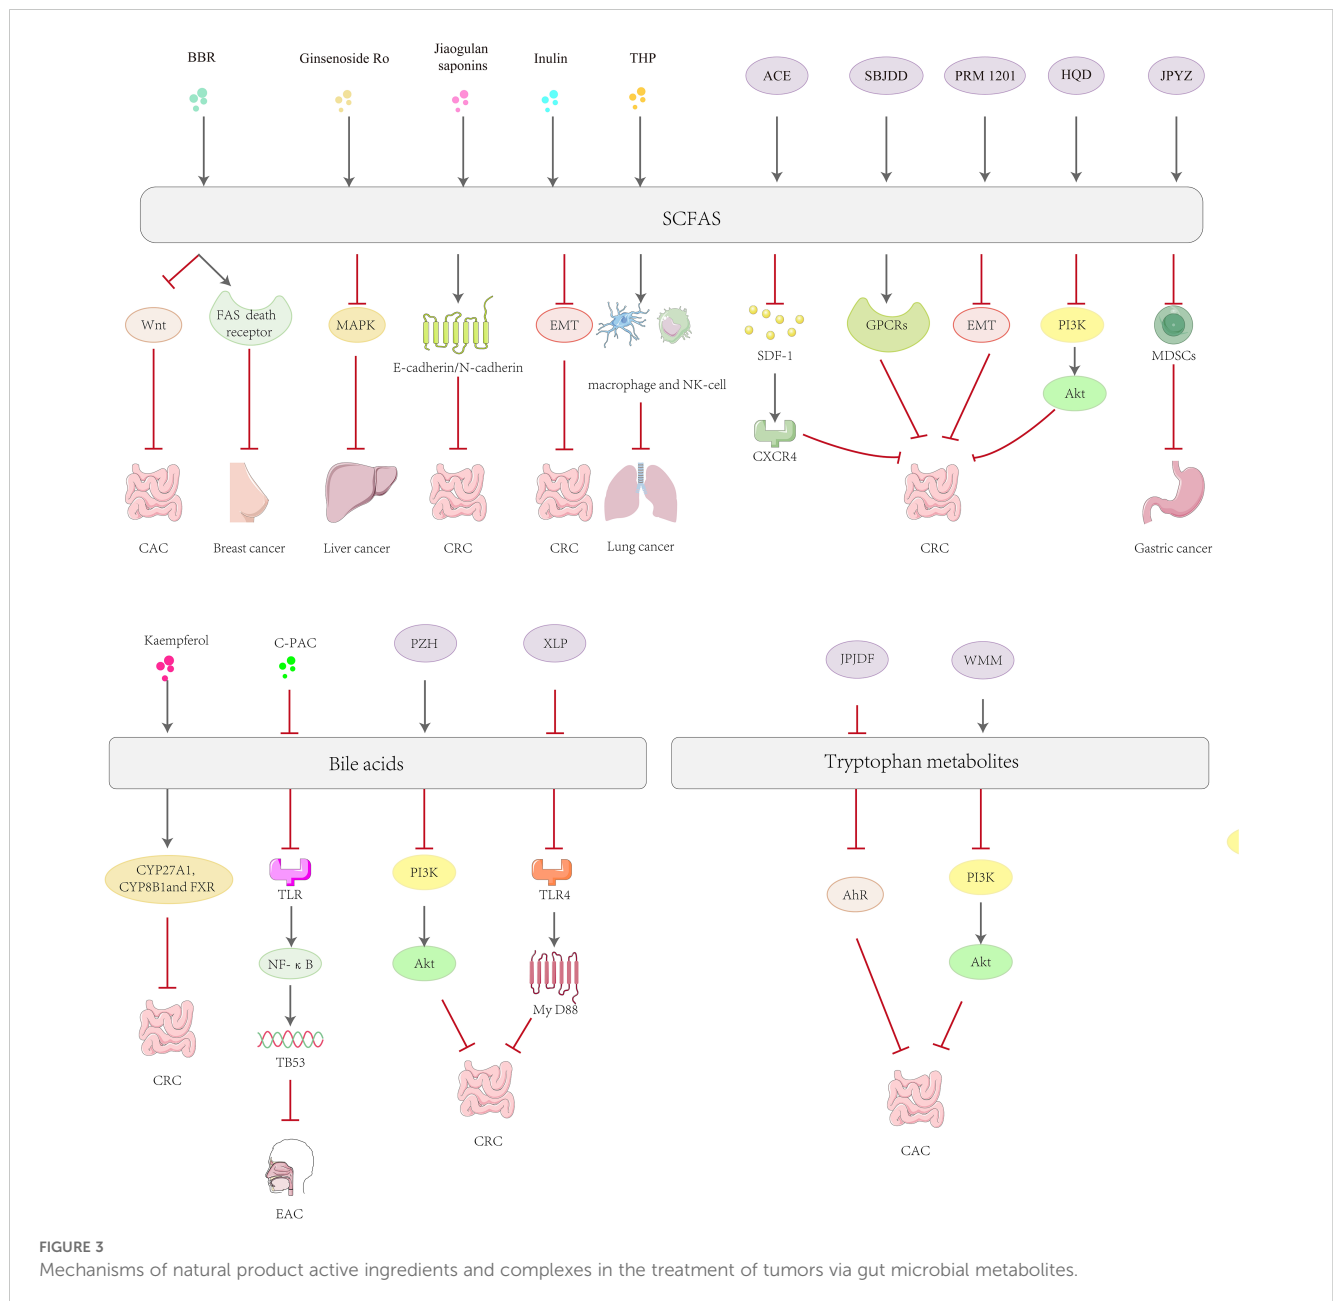 BBR
Ginsenoside Ro
Jiaogulan
saponins
Inulin
THP
ACE
SBJDD
PRM 1201
HQD
JPYZ
SCFAS
Wnt
FAS death
receptor
MAPK
E-cadherin/N-cadherin
EMT
macrophage and NK-cell
SDF-1
CXCR4
GPCRs
EMT
PI3K
Akt
MDSCs
CAC
Breast cancer
Liver cancer
CRC
CRC
Lung cancer
CRC
Gastric cancer
Kaempferol
C-PAC
PZH
XLP
JPJDF
WMM
Bile acids
Tryptophan metabolites
CYP27A1,
CYP8B1and FXR
TLR
PI3K
TLR4
AhR
PI3K
NF- κ B
Akt
My D88
Akt
TB53
CRC
CRC
CAC
EAC
FIGURE 3
Mechanisms of natural product active ingredients and complexes in the treatment of tumors via gut microbial metabolites.